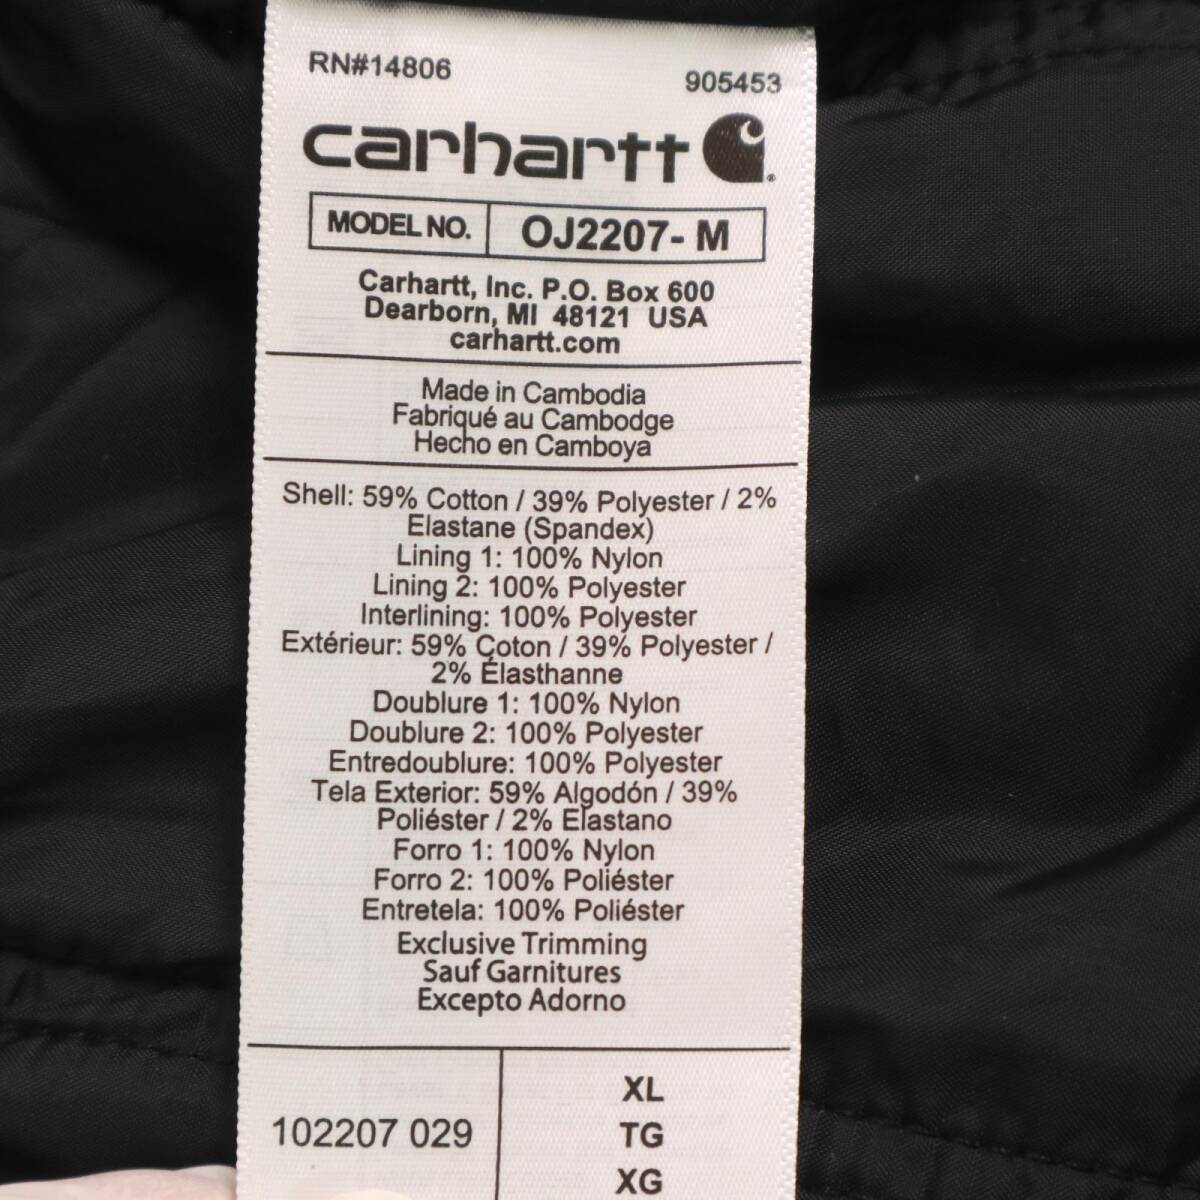 RN#14806
905453
carhartt
MODEL NO. OJ2207- M
Carhartt, Inc. P.O. Box 600
Dearborn, MI 48121 USA
carhartt.com
Made in Cambodia
Fabriqué au Cambodge
Hecho en Camboya
Shell: 59% Cotton / 39% Polyester / 2%
Elastane (Spandex)
Lining 1: 100% Nylon
Lining 2: 100% Polyester
Interlining: 100% Polyester
Extérieur: 59% Coton / 39% Polyester /
2% Élasthanne
Doublure 1: 100% Nylon
Doublure 2: 100% Polyester
Entredoublure: 100% Polyester
Tela Exterior: 59% Algodón / 39%
Poliéster / 2% Elastano
Forro 1: 100% Nylon
Forro 2: 100% Poliéster
Entretela: 100% Poliéster
Exclusive Trimming
Sauf Garnitures
Excepto Adorno
102207 029
XL
TG
XG